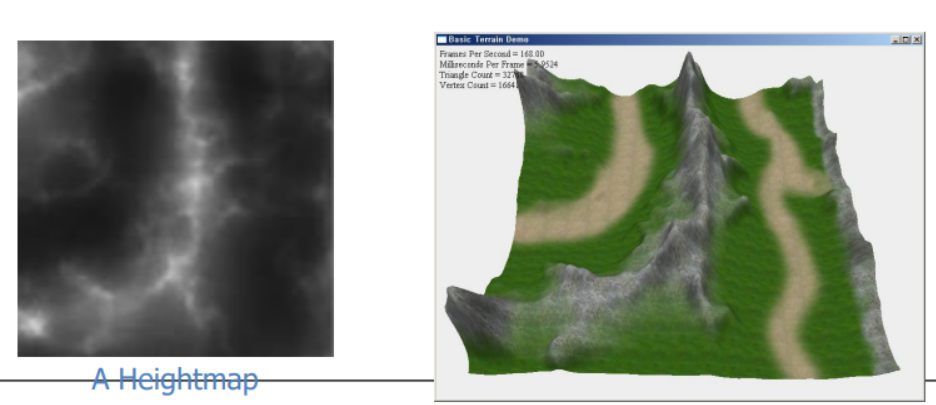 Basic Terrain Demo
Frames Per Second = 168.00
Milliseconds Per Frame = 5.9524
Triangle Count = 32768
Vertex Count = 16641
A Heightmap